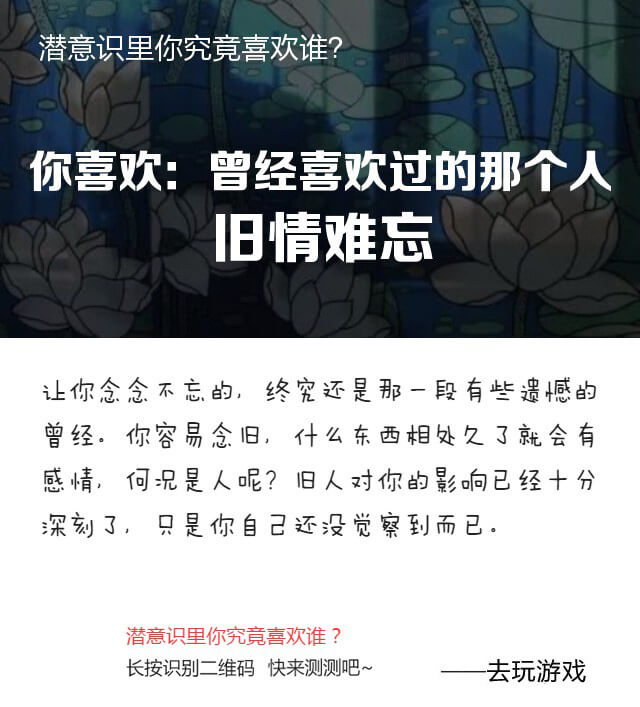 潜意识里你究竟喜欢谁?
你喜欢：曾经喜欢过的那个人
旧情难忘
让你念念不忘的，终究还是那一段有些遗憾的
曾经。你容易念旧，什么东西相处久了就会有
感情，何况是人呢？旧人对你的影响已经十分
深刻了，只是你自己还没觉察到而已。
潜意识里你究竟喜欢谁？
长按识别二维码 快来测测吧~
——去玩游戏